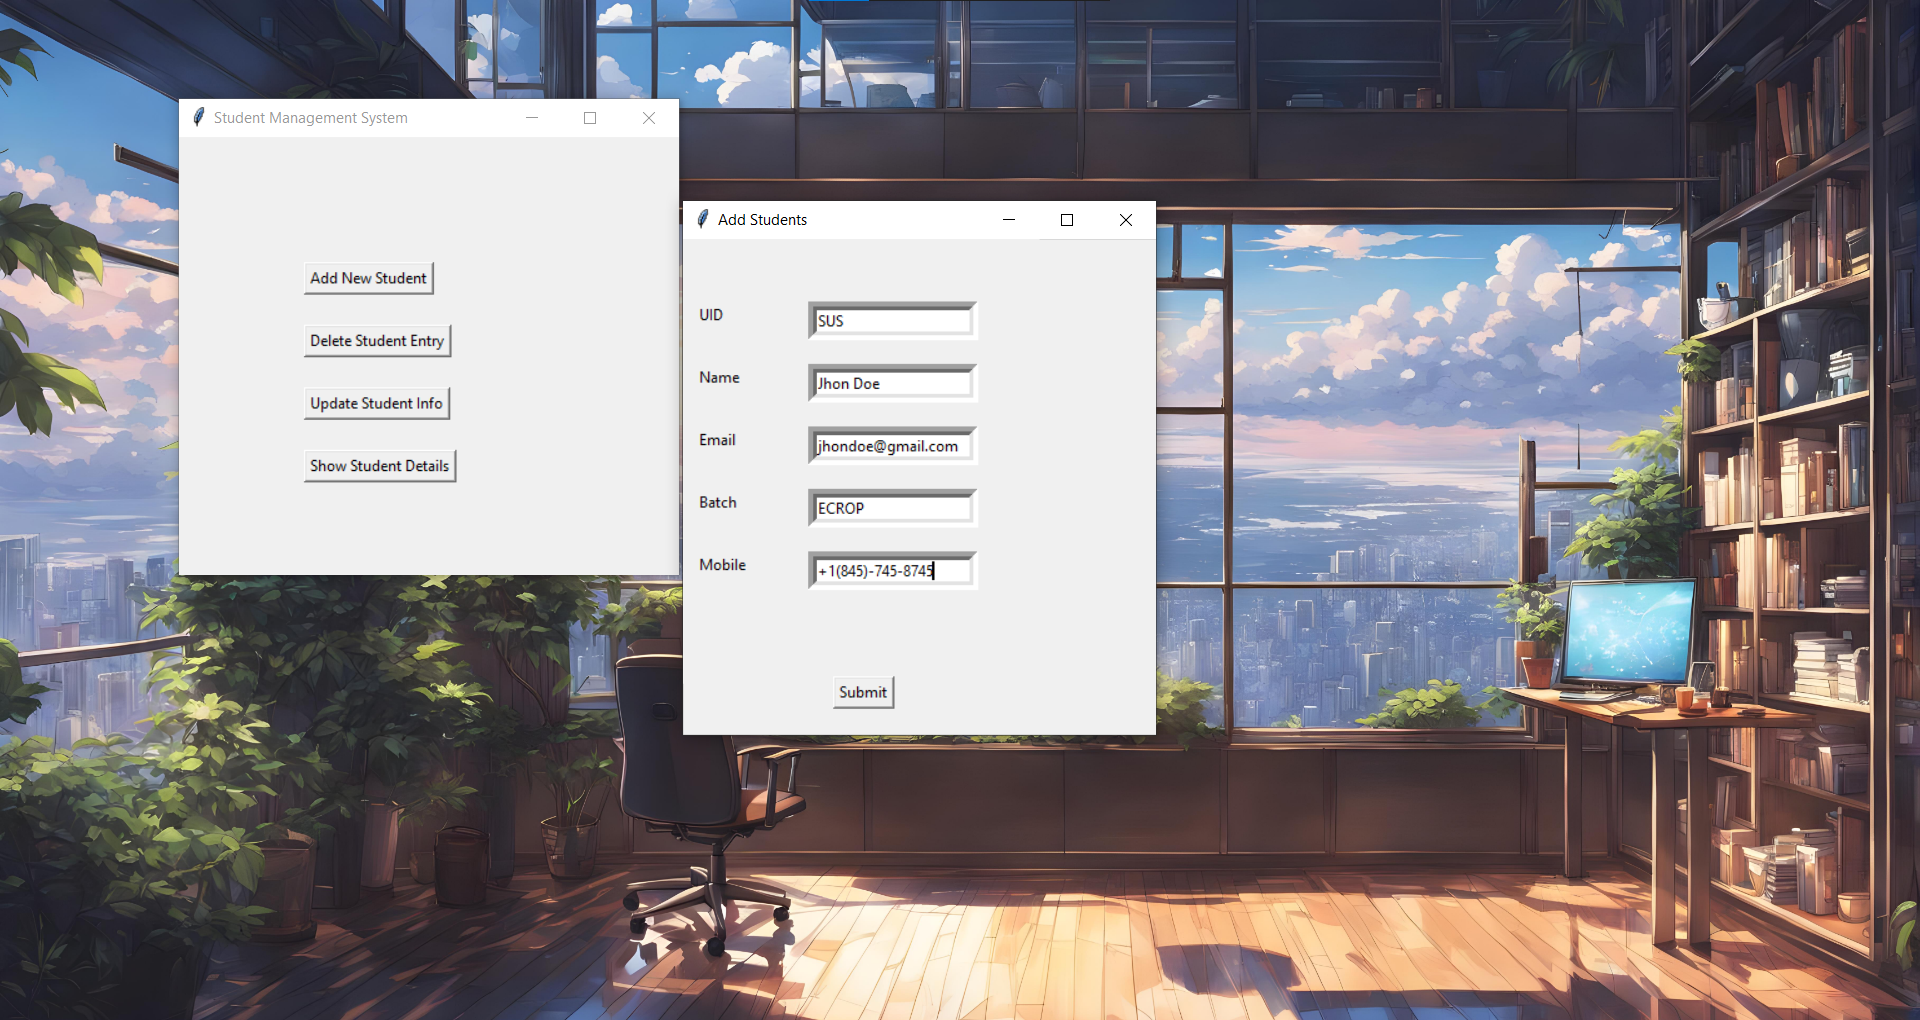 Student Management System
Add New Student
Delete Student Entry
Update Student Info
Show Student Details
Add Students
UID SUS
Name Jhon Doe
Email jhondoe@gmail.com
Batch ECROP
Mobile +1(845)-745-8745
Submit